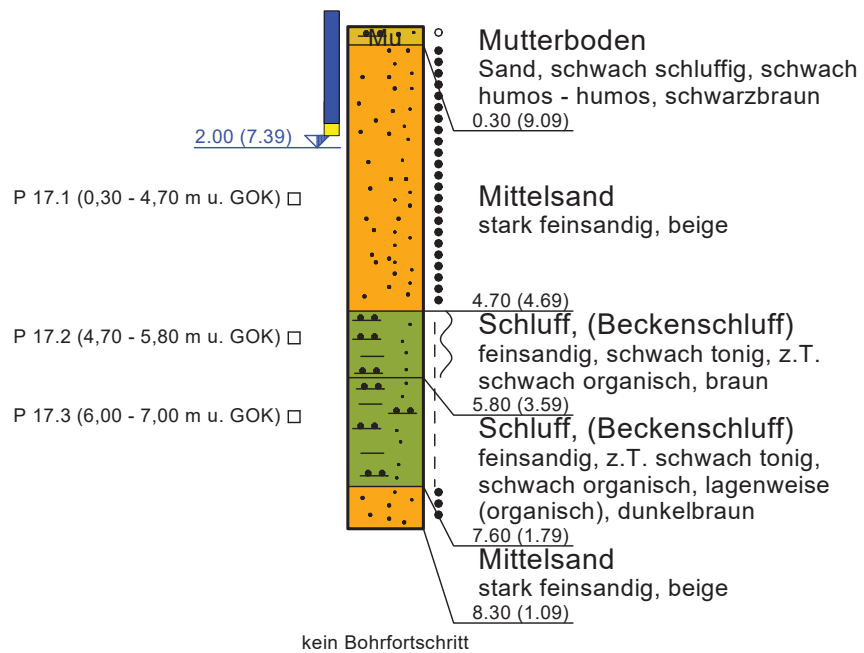 Mu
Mutterboden
Sand, schwach schluffig, schwach
humos - humos, schwarzbraun
0.30 (9.09)
2.00 (7.39)
P 17.1 (0,30 - 4,70 m u. GOK)
Mittelsand
stark feinsandig, beige
4.70 (4.69)
P 17.2 (4,70 - 5,80 m u. GOK)
Schluff, (Beckenschluff)
feinsandig, schwach tonig, z.T.
schwach organisch, braun
5.80 (3.59)
P 17.3 (6,00 - 7,00 m u. GOK)
Schluff, (Beckenschluff)
feinsandig, z.T. schwach tonig,
schwach organisch, lagenweise
(organisch), dunkelbraun
7.60 (1.79)
Mittelsand
stark feinsandig, beige
8.30 (1.09)
kein Bohrfortschritt